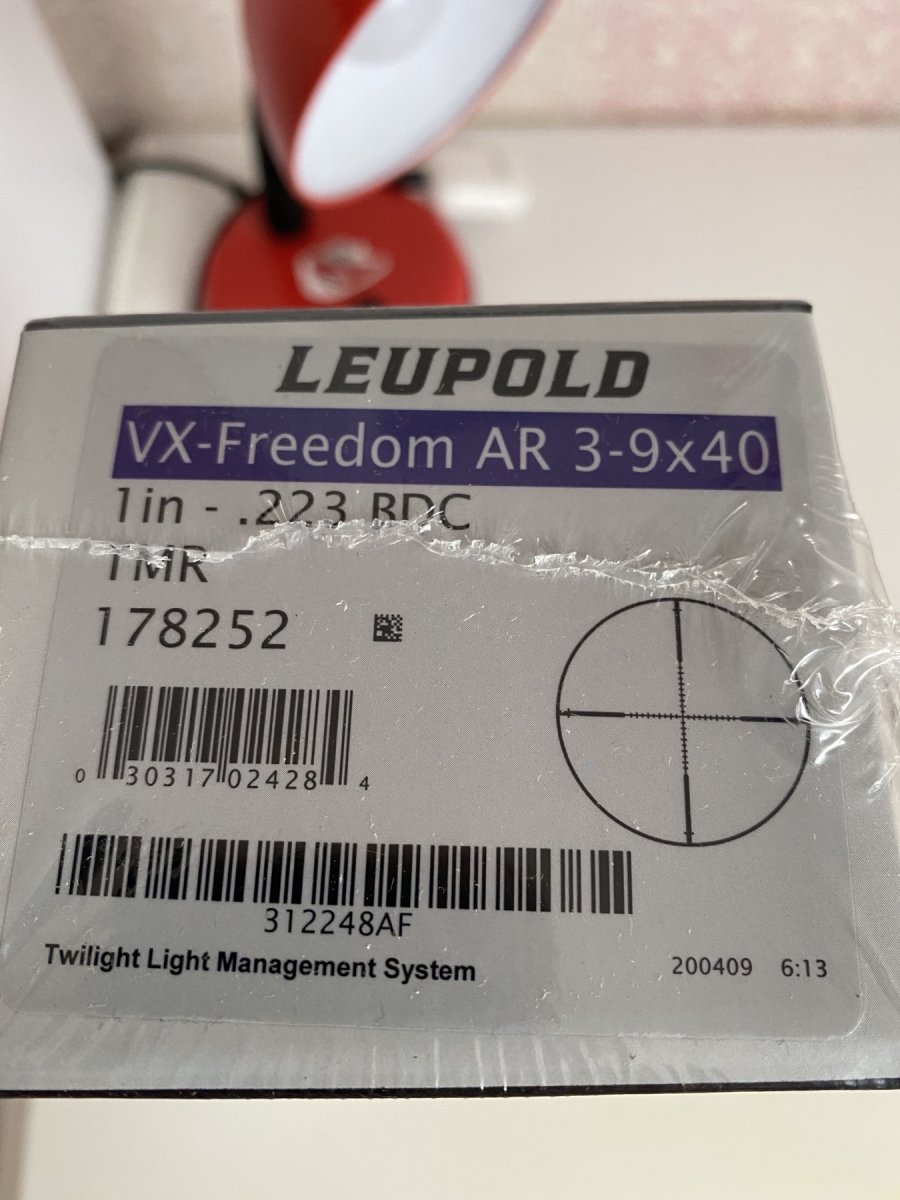 LEUPOLD
VX-Freedom AR 3-9x40
1in - .223 BDC
TMR
178252
0 30317 02428 4
312248AF
Twilight Light Management System
200409 6:13